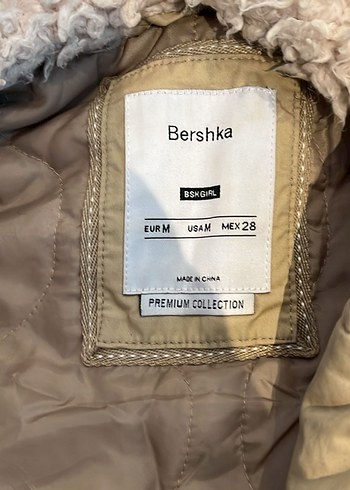 Bershka
BSKGIRL
EUR M USA M MEX 28
MADE IN CHINA
PREMIUM COLLECTION